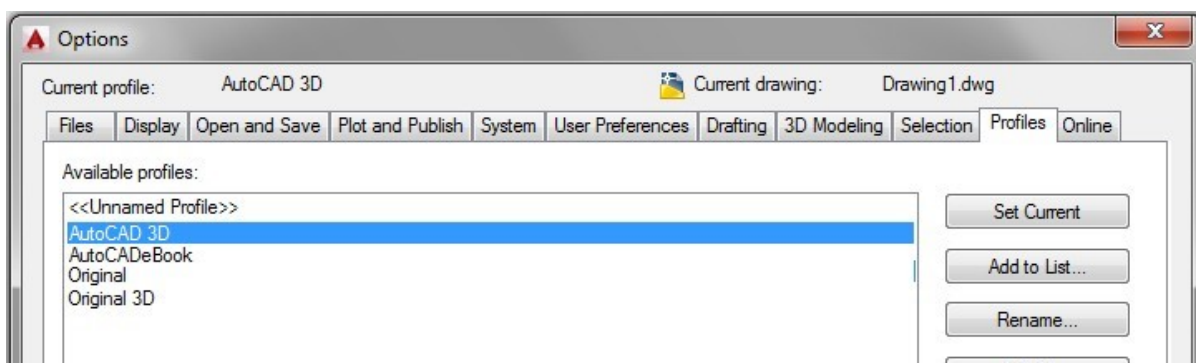 Options
Current profile: AutoCAD 3D Current drawing: Drawing1.dwg
Files Display Open and Save Plot and Publish System User Preferences Drafting 3D Modeling Selection Profiles Online
Available profiles:
<<Unnamed Profile>>
Set Current
AutoCAD 3D
AutoCADeBook
Add to List...
Original
Original 3D
Rename...